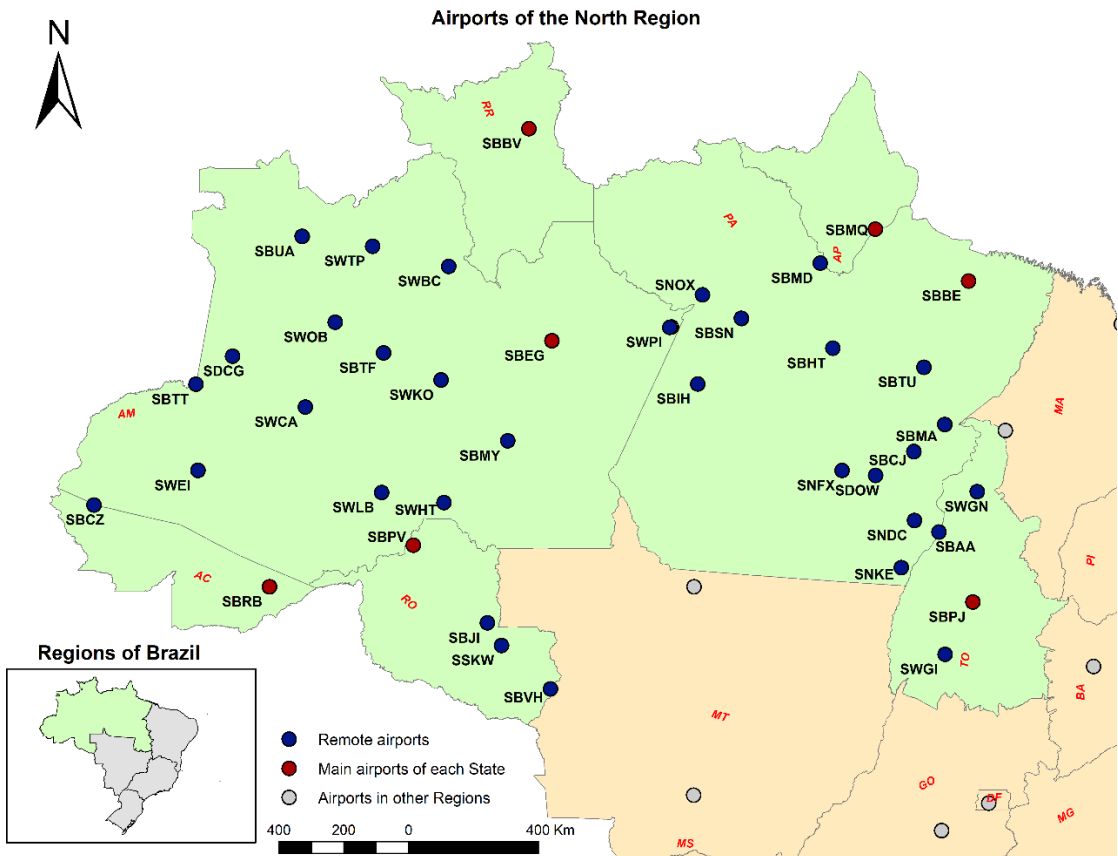 Airports of the North Region
N
RR
SBBV
PA
SBMQ
AP
SBUA
SWTP
SWBC
SBMD
SNOX
SBBE
SWOB
SBSN
SWPI
SBEG
SDCG
SBTF
SBHT
SBTT
SWKO
SBIH
SBTU
MA
AM
SWCA
SBMY
SBMA
SBCJ
SWEI
SNFX
SDOW
SWGN
SBCZ
SWLB
SWHT
SNDC
SBAA
SBPV
PI
SNKE
AC
SBRB
RO
SBPJ
SBJI
SSKW
SWGI
TO
BA
SBVH
MT
Regions of Brazil
Remote airports
Main airports of each State
Airports in other Regions
GO
DF
MG
MS
400 200 0 400 Km